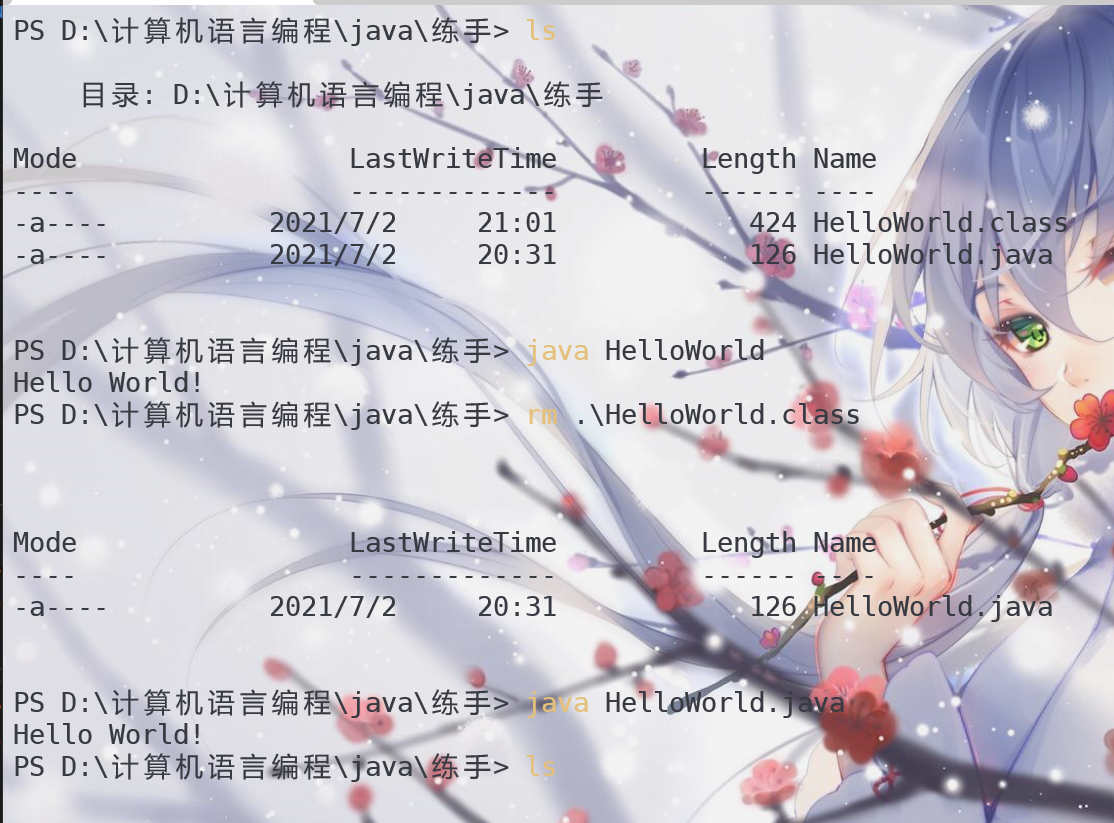 PS D:\计算机语言编程\java\练手> ls
目录: D:\计算机语言编程\java\练手
Mode                 LastWriteTime         Length Name
----                 -------------         ------ ----
-a----          2021/7/2     21:01            424 HelloWorld.class
-a----          2021/7/2     20:31            126 HelloWorld.java
PS D:\计算机语言编程\java\练手> java HelloWorld
Hello World!
PS D:\计算机语言编程\java\练手> rm .\HelloWorld.class
Mode                 LastWriteTime         Length Name
----                 -------------         ------ ----
-a----          2021/7/2     20:31            126 HelloWorld.java
PS D:\计算机语言编程\java\练手> java HelloWorld.java
Hello World!
PS D:\计算机语言编程\java\练手> ls